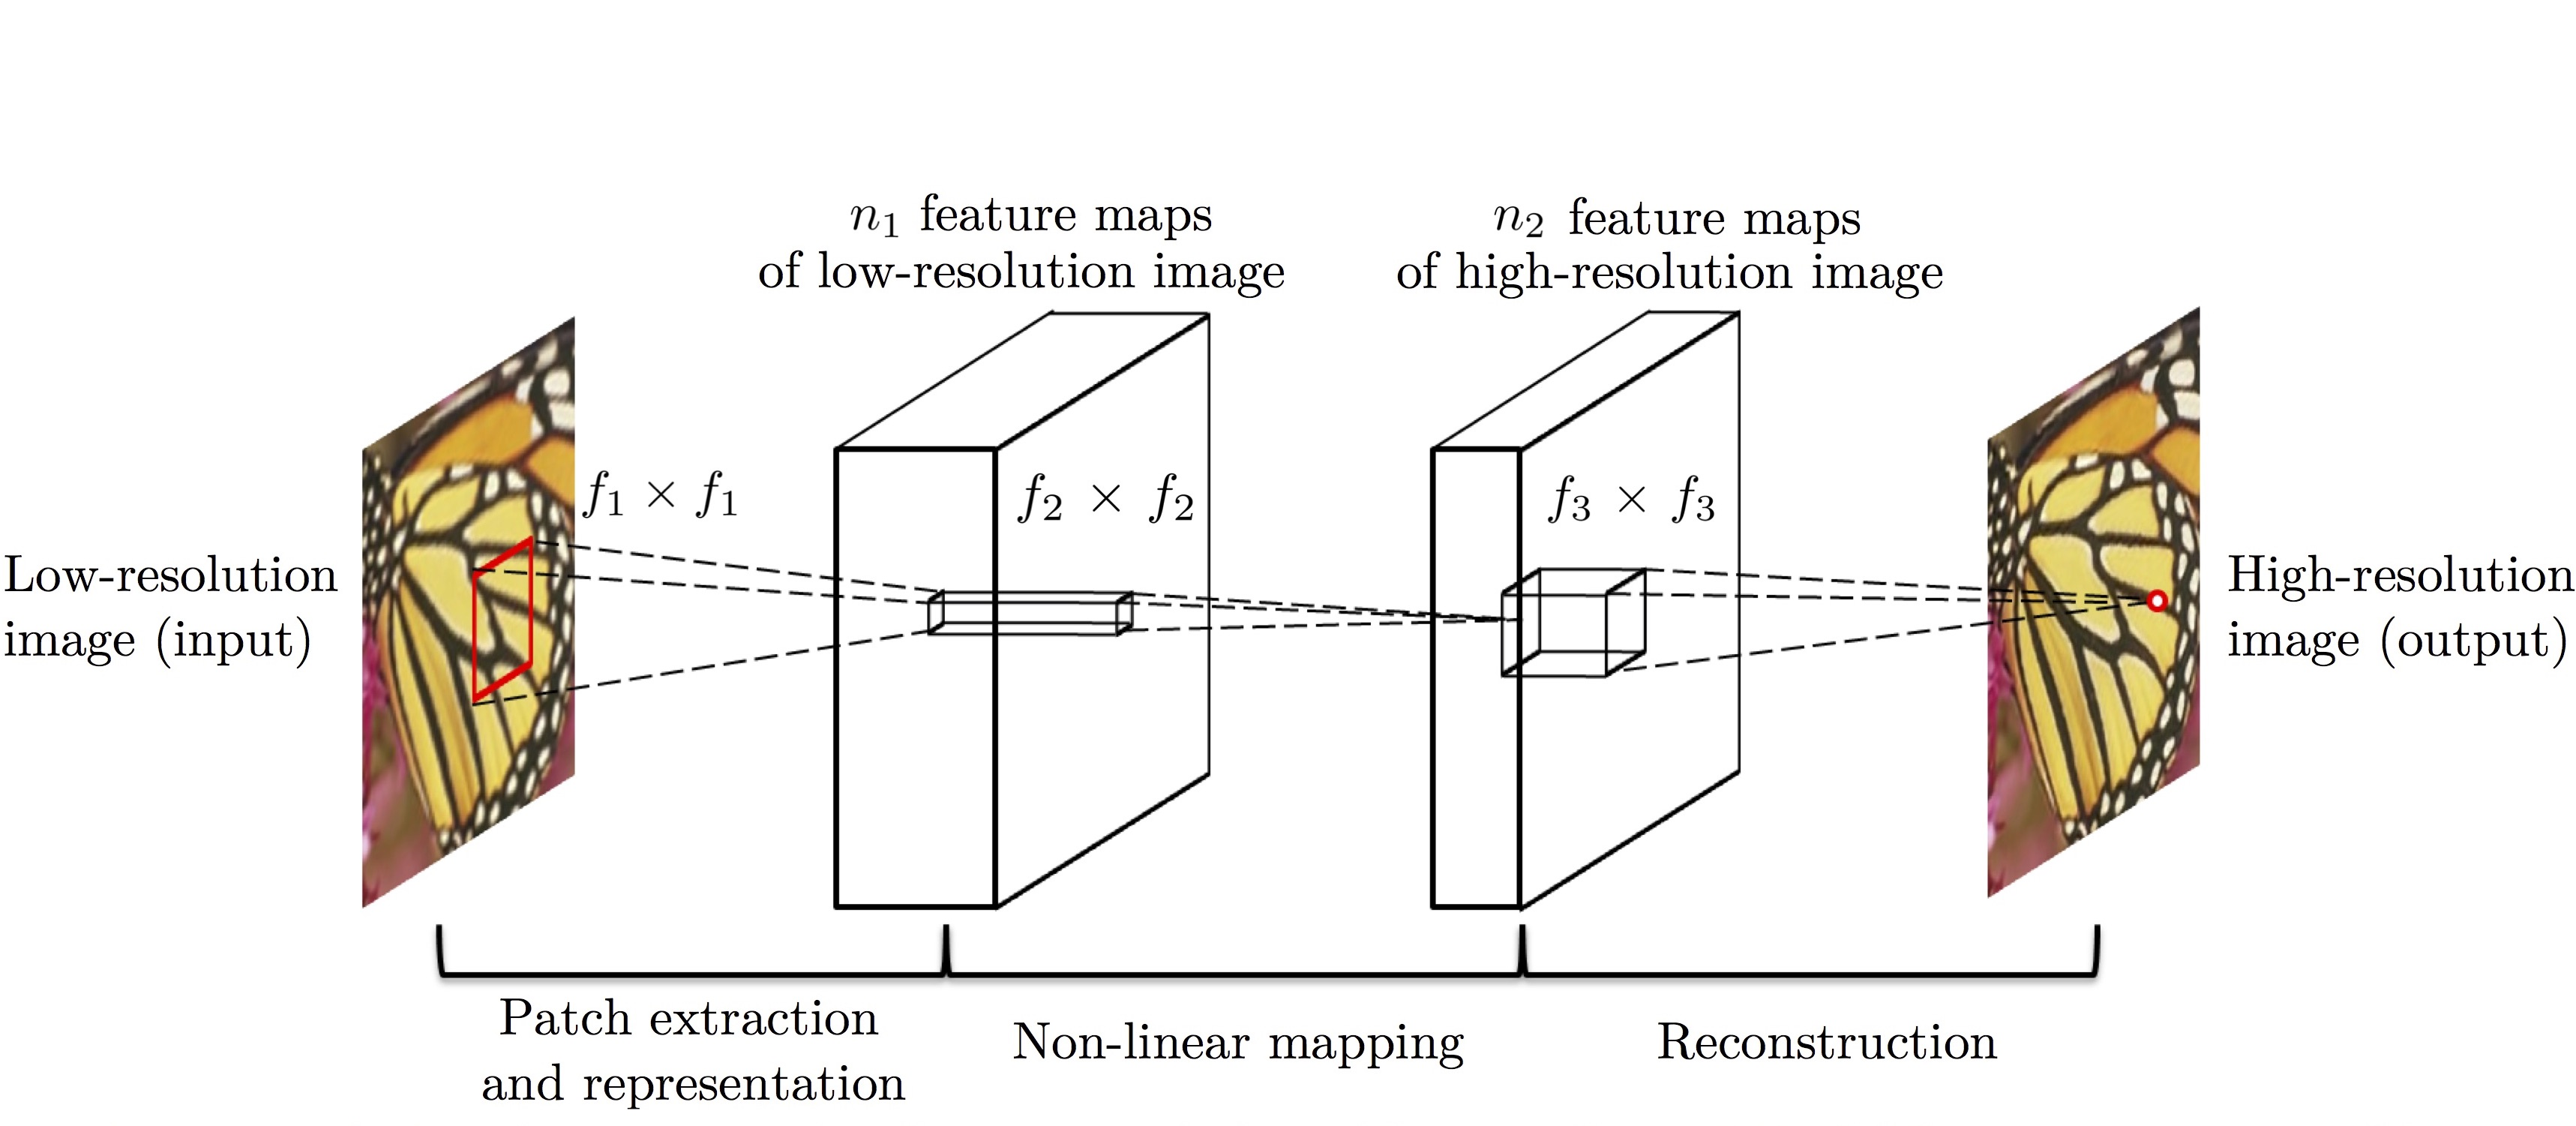 n₁ feature maps
of low-resolution image
n₂ feature maps
of high-resolution image
f₁ × f₁
f₂ × f₂
f₃ × f₃
Low-resolution
image (input)
High-resolution
image (output)
Patch extraction
and representation
Non-linear mapping
Reconstruction